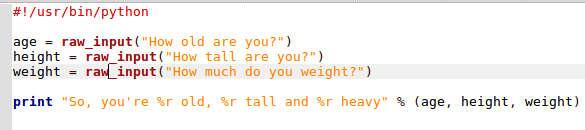 #!/usr/bin/python
age = raw_input("How old are you?")
height = raw_input("How tall are you?")
weight = raw_input("How much do you weight?")
print "So, you're %r old, %r tall and %r heavy" % (age, height, weight)